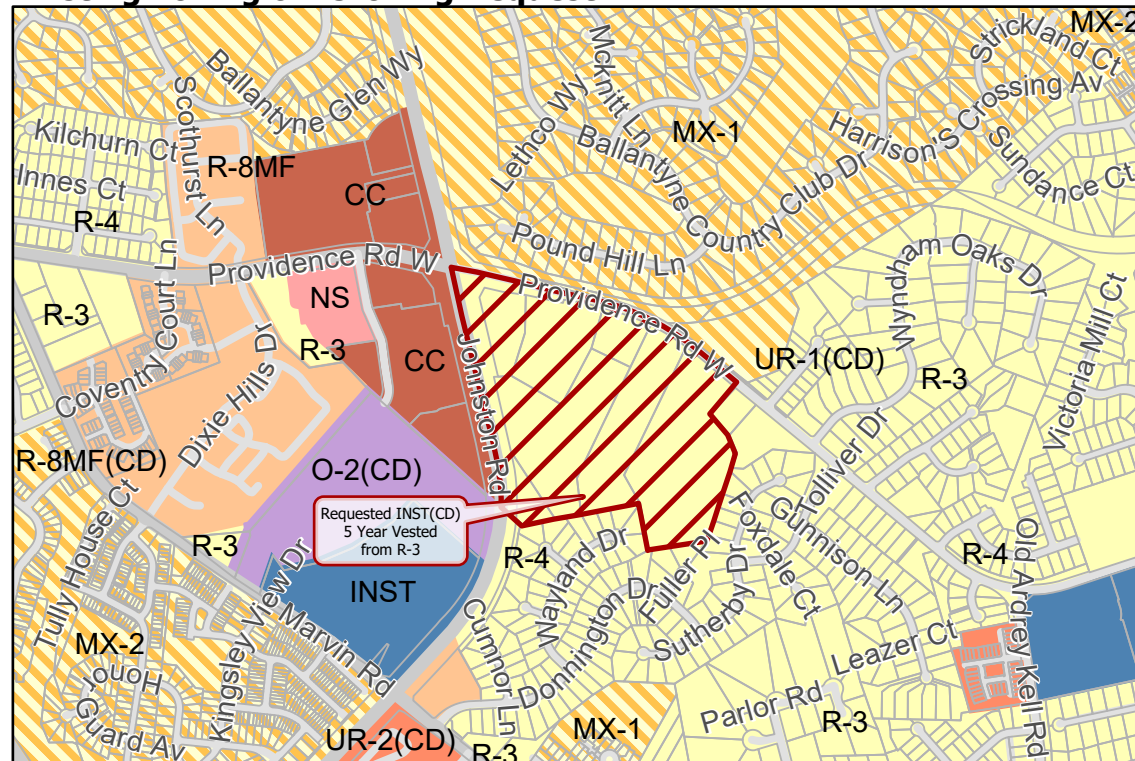 MX-2
Strickland Ct
Mcknitt Ln
Ballantyne Glen Wy
Scothurst Ln
Lethco Wy
MX-1
Harrison'S Crossing Av
Kilchurn Ct
R-8MF
Ballantyne Country Club Dr
Sundance Ct
Innes Ct
CC
R-4
Pound Hill Ln
Wyndham Oaks Dr
Providence Rd W
Providence Rd W
NS
R-3
R-3
Coventry Court Ln
Dixie Hills Dr
CC
Johnston Rd
UR-1(CD)
R-3
Victoria Mill Ct
R-8MF(CD)
O-2(CD)
Tolliver Dr
Requested INST(CD)
5 Year Vested
from R-3
Tully House Ct
R-3
R-4
Gunnison Ln
R-4
Foxdale Ct
Old Ardrey Kell Rd
INST
Kingsley View Dr
Marvin Rd
Wayland Dr
Fuller Pl
Sutherby Dr
Donnington Dr
Cumnor Ln
Leazer Ct
MX-2
Honor
Guard Av
Parlor Rd
R-3
MX-1
UR-2(CD)
R-3